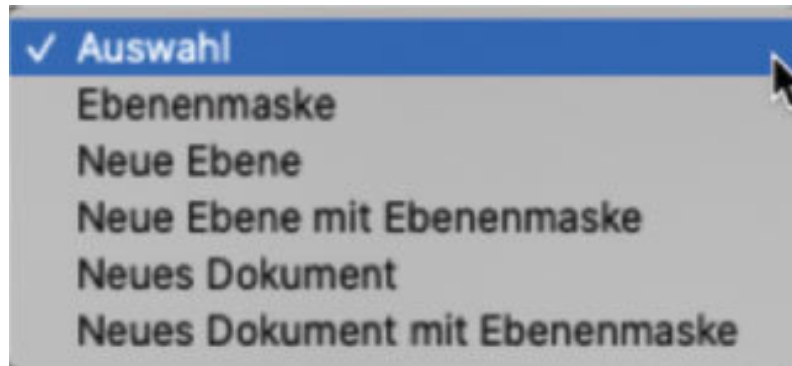 ✓ Auswahl
Ebenenmaske
Neue Ebene
Neue Ebene mit Ebenenmaske
Neues Dokument
Neues Dokument mit Ebenenmaske